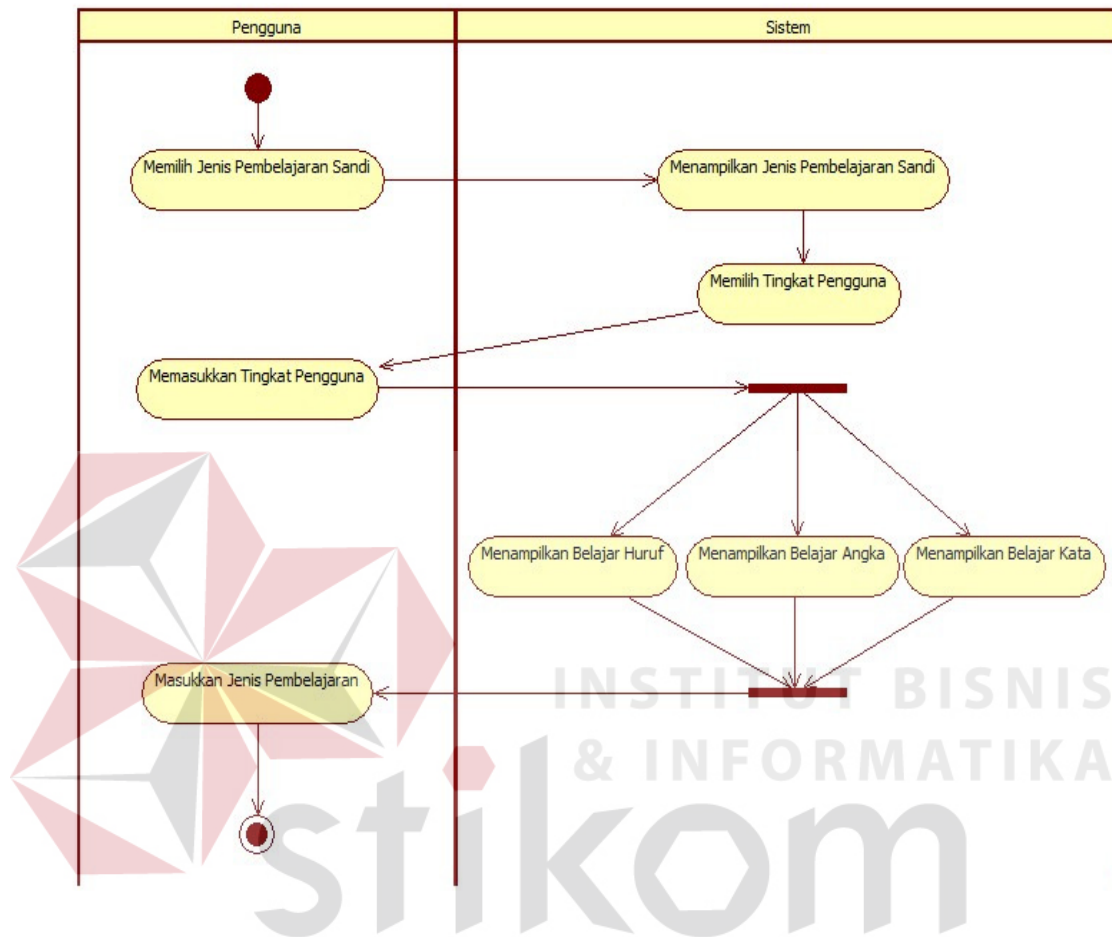 Pengguna
Sistem
Memilih Jenis Pembelajaran Sandi
Menampilkan Jenis Pembelajaran Sandi
Memilih Tingkat Pengguna
Memasukkan Tingkat Pengguna
Menampilkan Belajar Huruf
Menampilkan Belajar Angka
Menampilkan Belajar Kata
Masukkan Jenis Pembelajaran
INSTITUT BISNIS
& INFORMATIKA
stikom